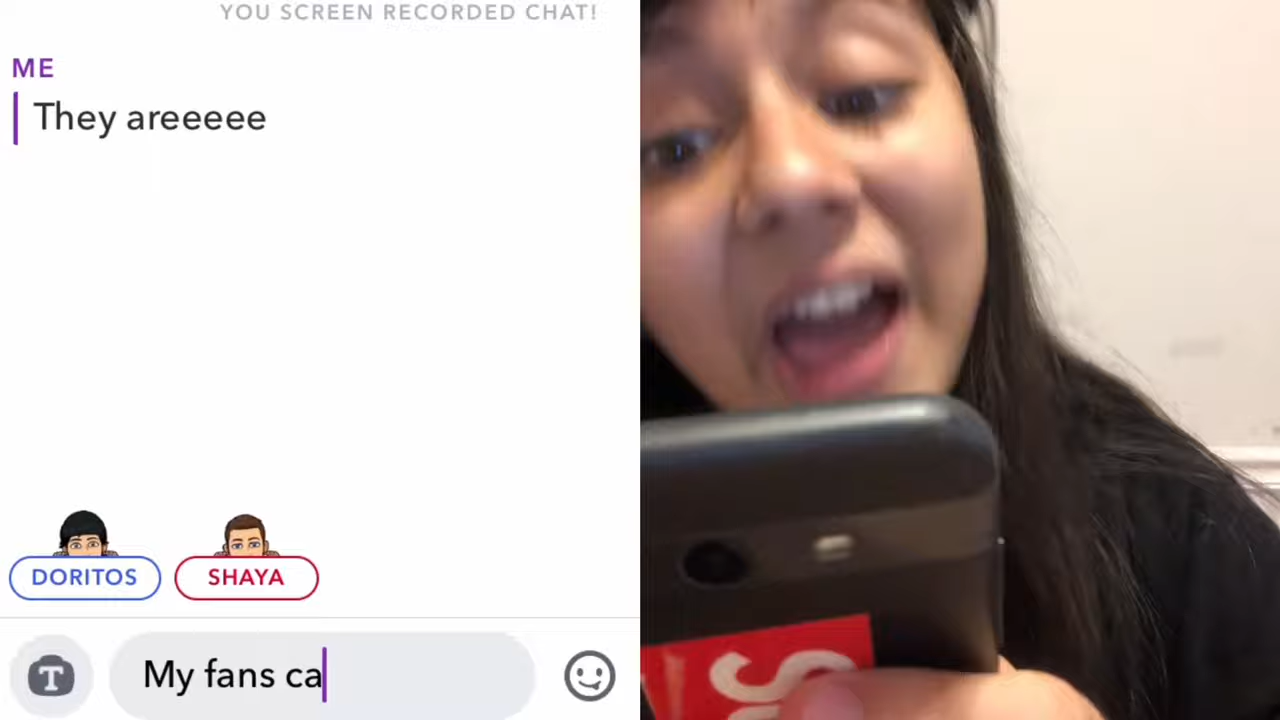 YOU SCREEN RECORDED CHAT!
ME
They areeeee
DORITOS
SHAYA
T
My fans ca